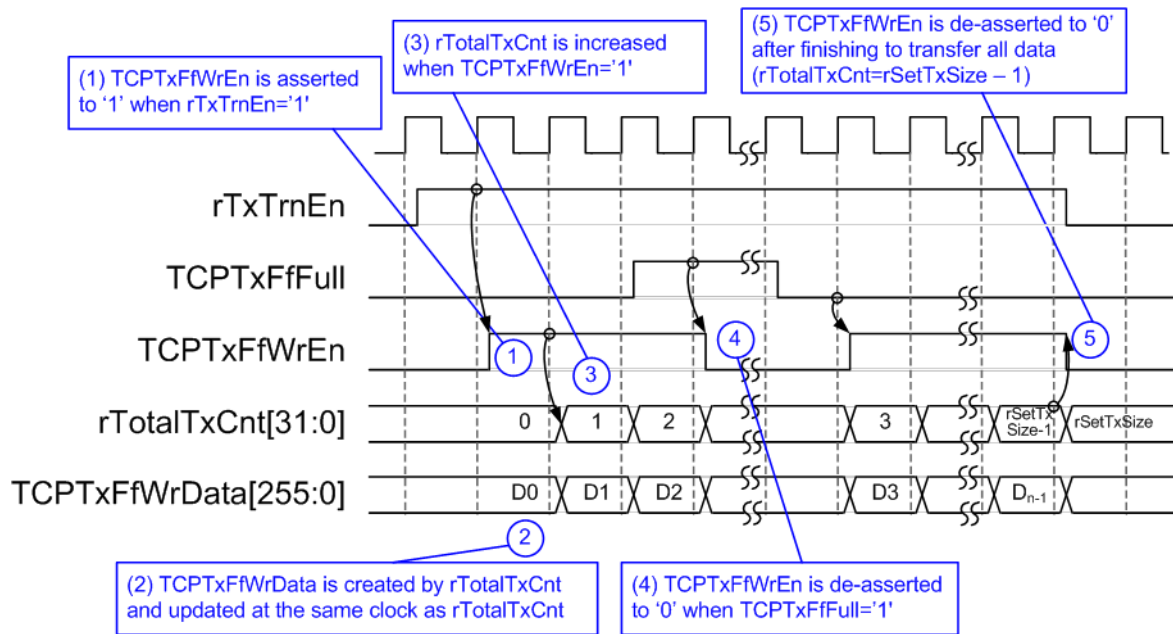 (5) TCPTxFfWrEn is de-asserted to ‘0’
after finishing to transfer all data
(rTotalTxCnt=rSetTxSize – 1)
(3) rTotalTxCnt is increased
when TCPTxFfWrEn=’1'
(1) TCPTxFfWrEn is asserted
to ‘1’ when rTxTrnEn=’1'
rTxTrnEn
TCPTxFfFull
TCPTxFfWrEn
1
3
4
5
rTotalTxCnt[31:0]
0
1
2
3
rSetTx
Size-1
rSetTxSize
TCPTxFfWrData[255:0]
D0
D1
D2
D3
Dn-1
2
(2) TCPTxFfWrData is created by rTotalTxCnt
and updated at the same clock as rTotalTxCnt
(4) TCPTxFfWrEn is de-asserted
to ‘0’ when TCPTxFfFull=’1'